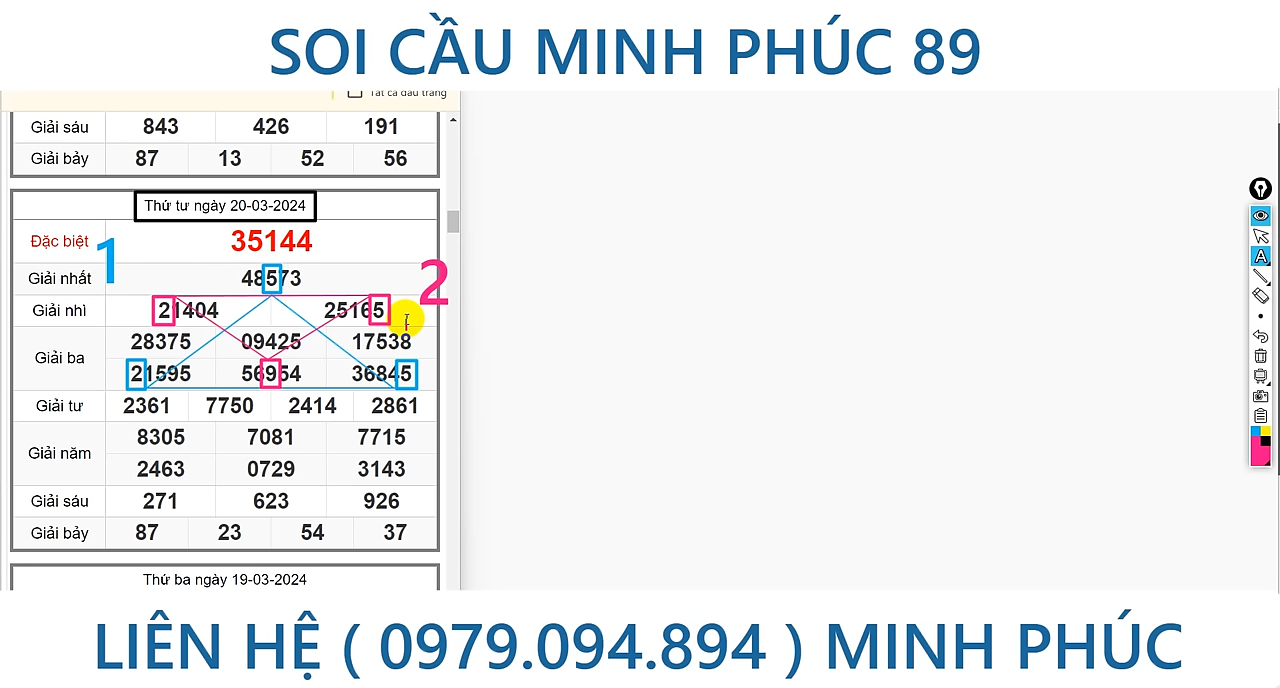 SOI CẦU MINH PHÚC 89
Tất cả dấu trang
Giải sáu 843 426 191
Giải bảy 87 13 52 56
Thứ tư ngày 20-03-2024
Đặc biệt 35144
1
Giải nhất 48573
2
Giải nhì 21404 25165
28375 09425 17538
Giải ba
21595 56954 36845
Giải tư 2361 7750 2414 2861
8305 7081 7715
Giải năm
2463 0729 3143
Giải sáu 271 623 926
Giải bảy 87 23 54 37
Thứ ba ngày 19-03-2024
A
LIÊN HỆ ( 0979.094.894 ) MINH PHÚC